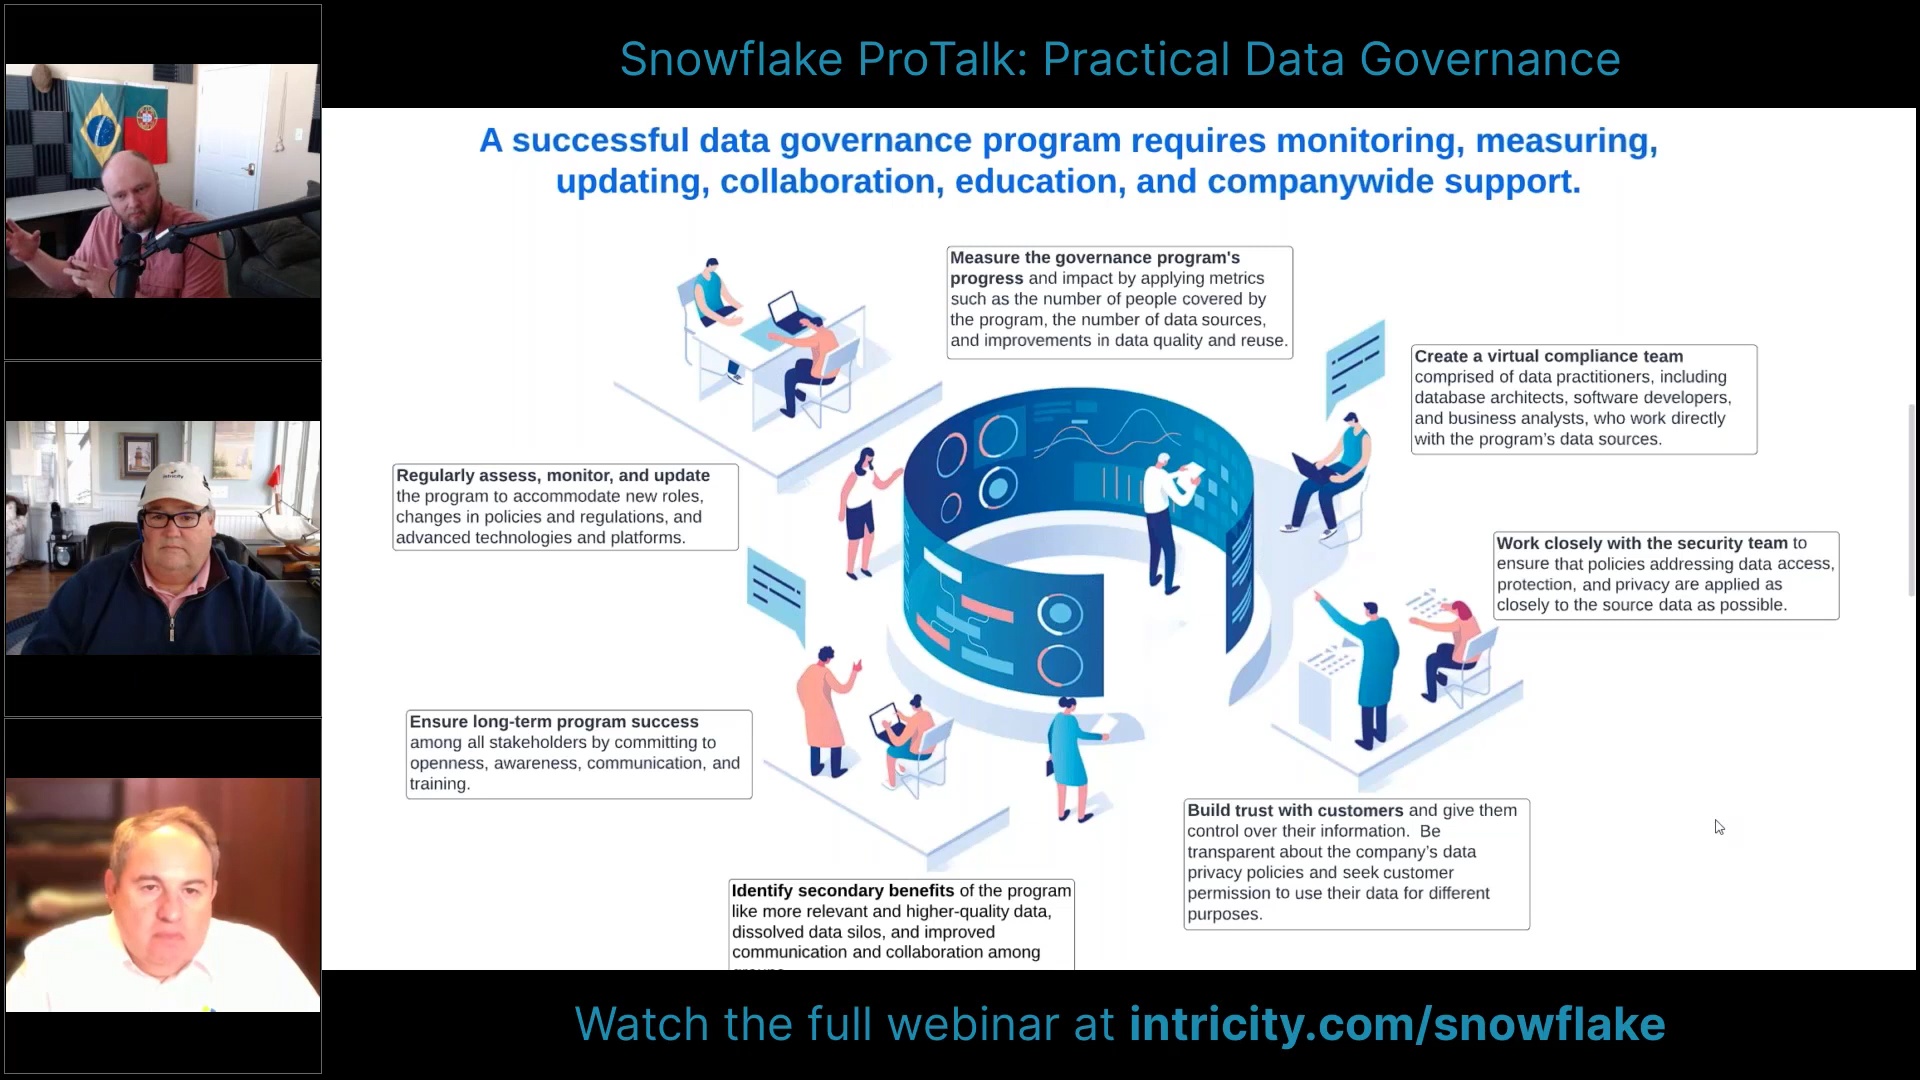 Snowflake ProTalk: Practical Data Governance
A successful data governance program requires monitoring, measuring,
updating, collaboration, education, and companywide support.
Measure the governance program's
progress and impact by applying metrics
such as the number of people covered by
the program, the number of data sources,
and improvements in data quality and reuse.
Create a virtual compliance team
comprised of data practitioners, including
database architects, software developers,
and business analysts, who work directly
with the program's data sources.
Regularly assess, monitor, and update
the program to accommodate new roles,
changes in policies and regulations, and
advanced technologies and platforms.
Work closely with the security team to
ensure that policies addressing data access,
protection, and privacy are applied as
closely to the source data as possible.
Ensure long-term program success
among all stakeholders by committing to
openness, awareness, communication, and
training.
Build trust with customers and give them
control over their information.  Be
transparent about the company's data
privacy policies and seek customer
permission to use their data for different
purposes.
Identify secondary benefits of the program
like more relevant and higher-quality data,
dissolved data silos, and improved
communication and collaboration among
Watch the full webinar at intricity.com/snowflake